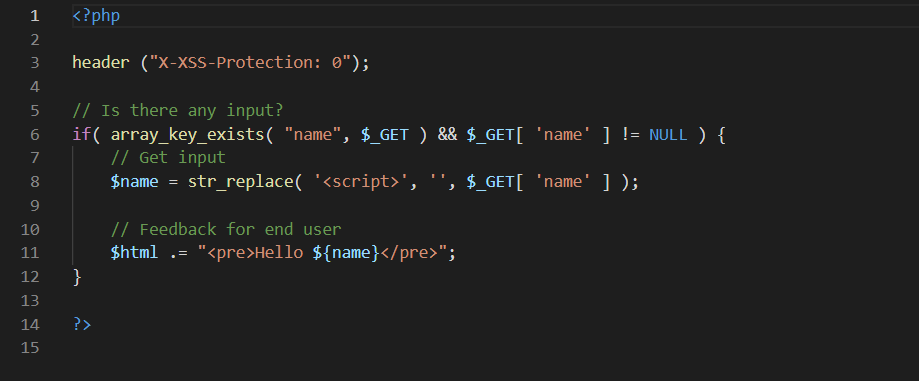 1 <?php
2
3 header ("X-XSS-Protection: 0");
4
5 // Is there any input?
6 if( array_key_exists( "name", $_GET ) && $_GET[ 'name' ] != NULL ) {
7     // Get input
8     $name = str_replace( '<script>', '', $_GET[ 'name' ] );
9
10     // Feedback for end user
11     $html .= "<pre>Hello ${name}</pre>";
12 }
13
14 ?>
15